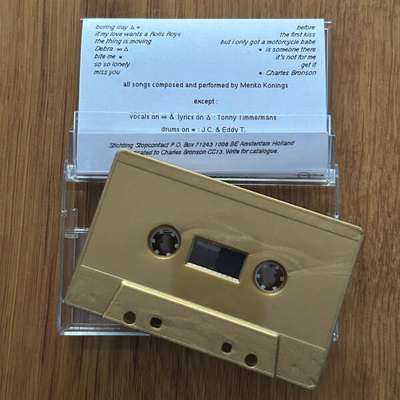 boring day Δ *
if my love wants a Rolls Roys
the thing is moving
Debra ∞ Δ
bite me *
so so lonely
miss you
before
the first kiss
but i only got a motorcycle babe
* is someone there
it's not for me
get it
* Charles Bronson
all songs composed and performed by Menko Konings
except :
vocals on ∞ & lyrics on Δ : Tonny Timmermans
drums on * : J.C. & Eddy T.
Stichting Stopcontact P.O. Box 71243 1008 BE Amsterdam Holland
to Charles Bronson CC13. Write for catalogue.